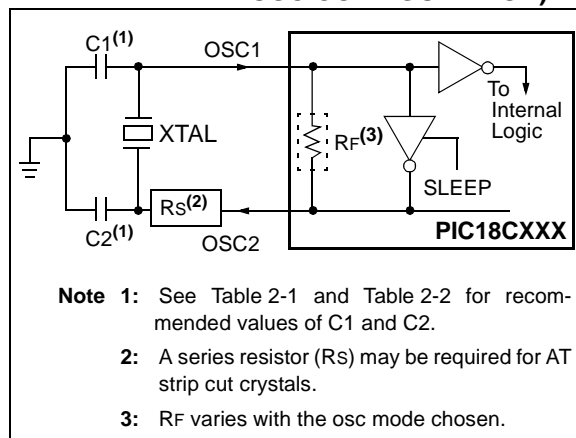 C1(1)
OSC1
To
Internal
Logic
XTAL
RF(3)
SLEEP
C2(1)
RS(2)
OSC2
PIC18CXXX
Note 1: See Table 2-1 and Table 2-2 for recom-
mended values of C1 and C2.
2: A series resistor (RS) may be required for AT
strip cut crystals.
3: RF varies with the osc mode chosen.